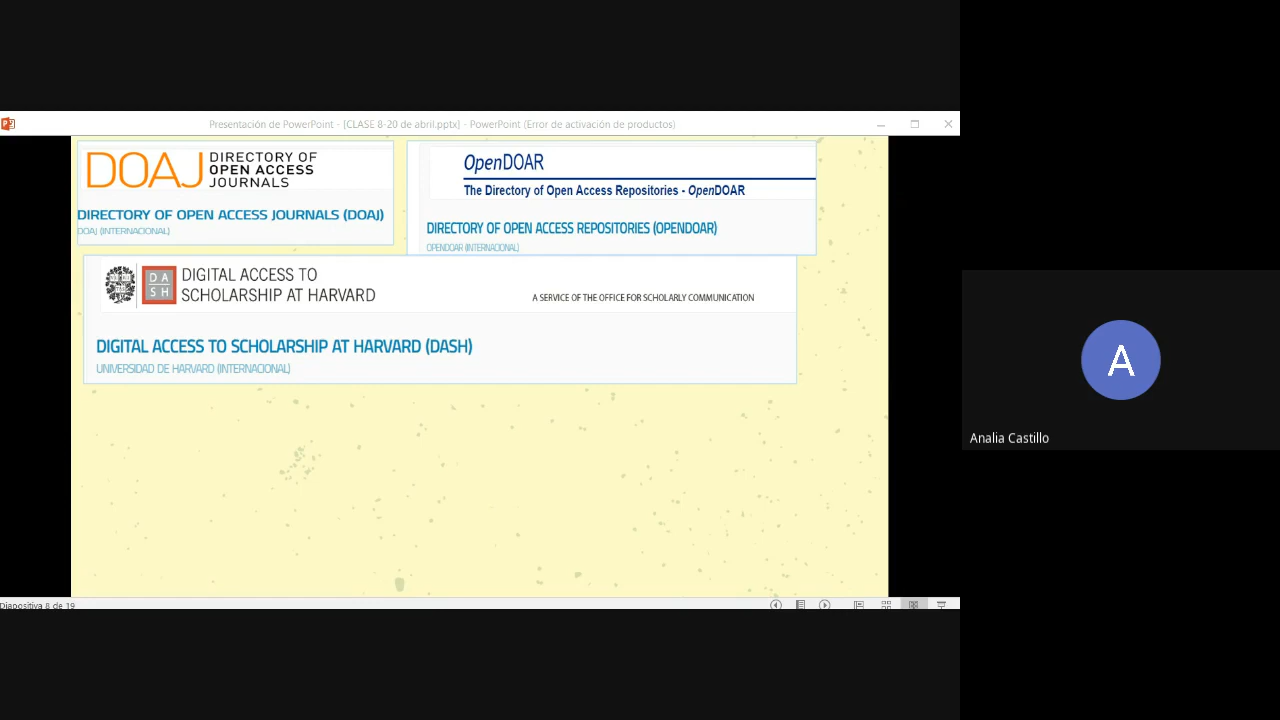 Presentación de PowerPoint - [CLASE 8-20 de abril.pptx] - PowerPoint (Error de activación de productos)
DOAJ DIRECTORY OF
OPEN ACCESS
JOURNALS
DIRECTORY OF OPEN ACCESS JOURNALS (DOAJ)
DOAJ (INTERNACIONAL)
OpenDOAR
The Directory of Open Access Repositories - OpenDOAR
DIRECTORY OF OPEN ACCESS REPOSITORIES (OPENDOAR)
OPENDOAR (INTERNACIONAL)
DA
SH
DIGITAL ACCESS TO
SCHOLARSHIP AT HARVARD
A SERVICE OF THE OFFICE FOR SCHOLARLY COMMUNICATION
DIGITAL ACCESS TO SCHOLARSHIP AT HARVARD (DASH)
UNIVERSIDAD DE HARVARD (INTERNACIONAL)
A
Analia Castillo
Diapositiva 8 de 19